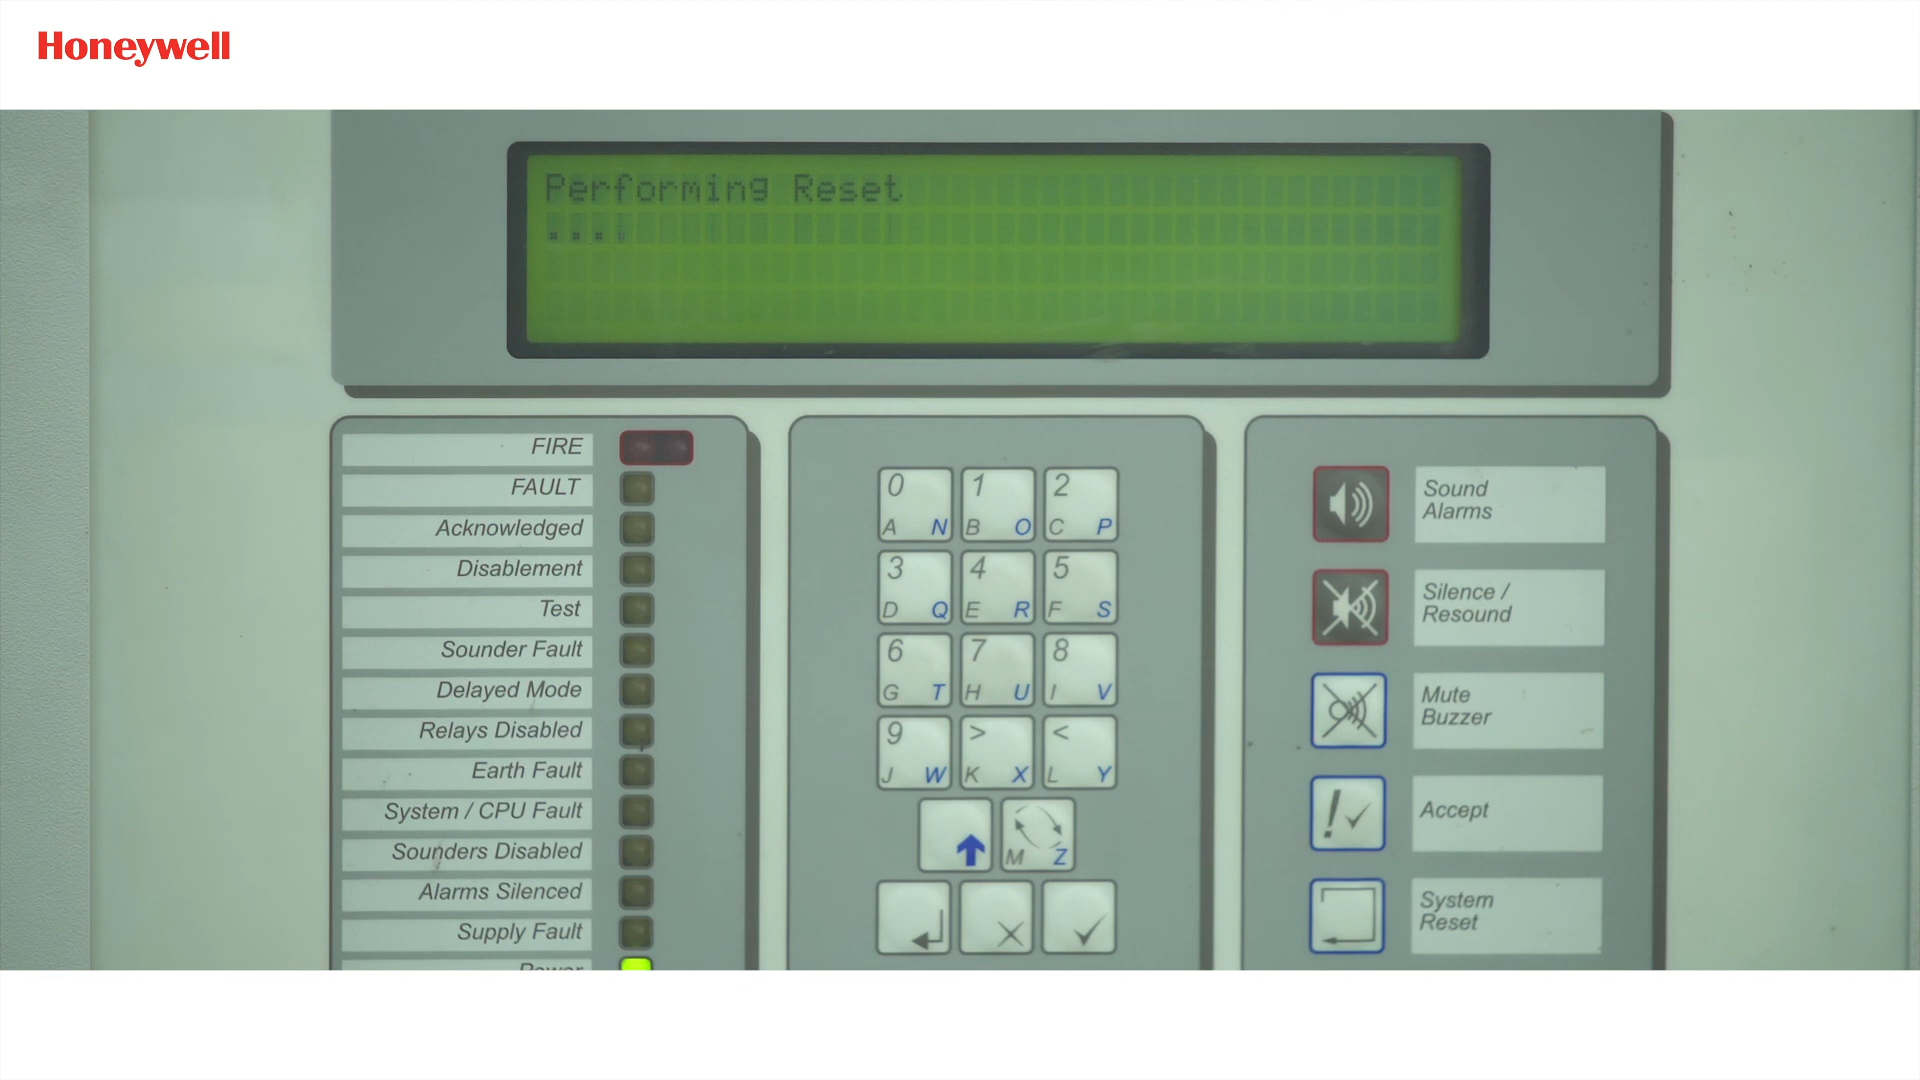 Honeywell
Performing Reset
...
FIRE
FAULT
Acknowledged
Disablement
Test
Sounder Fault
Delayed Mode
Relays Disabled
Earth Fault
System / CPU Fault
Sounders Disabled
Alarms Silenced
Supply Fault
Power
0 1 2
A N B O C P
3 4 5
D Q E R F S
6 7 8
G T H U I V
9 > <
J W K X L Y
M Z
Sound
Alarms
Silence /
Resound
Mute
Buzzer
Accept
System
Reset